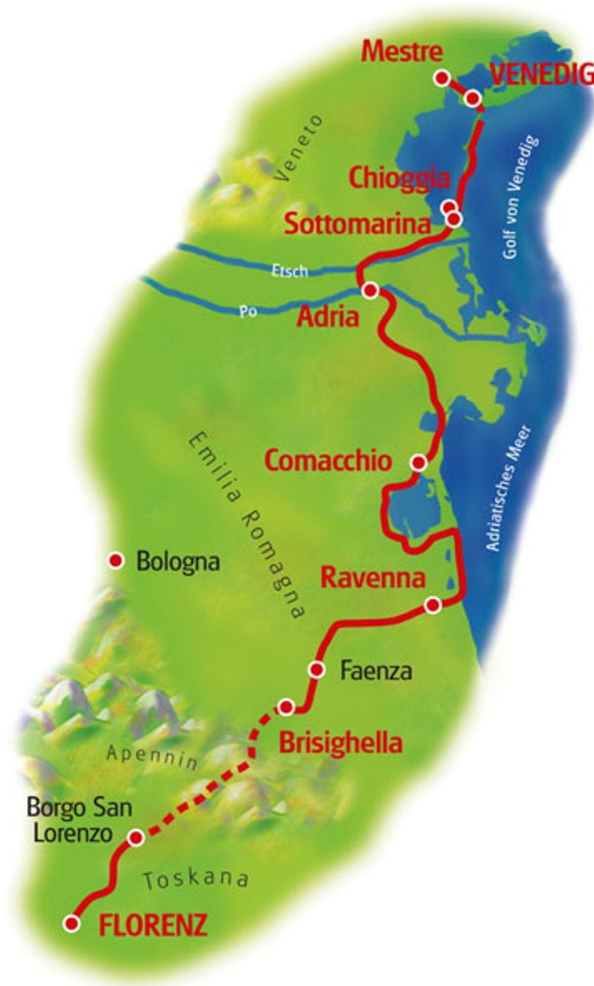 Mestre
VENEDIG
Veneto
Golf von Venedig
Chioggia
Sottomarina
Etsch
Po
Adria
Emilia Romagna
Comacchio
Adriatisches Meer
Bologna
Ravenna
Faenza
Brisighella
Apennin
Borgo San
Lorenzo
Toskana
FLORENZ